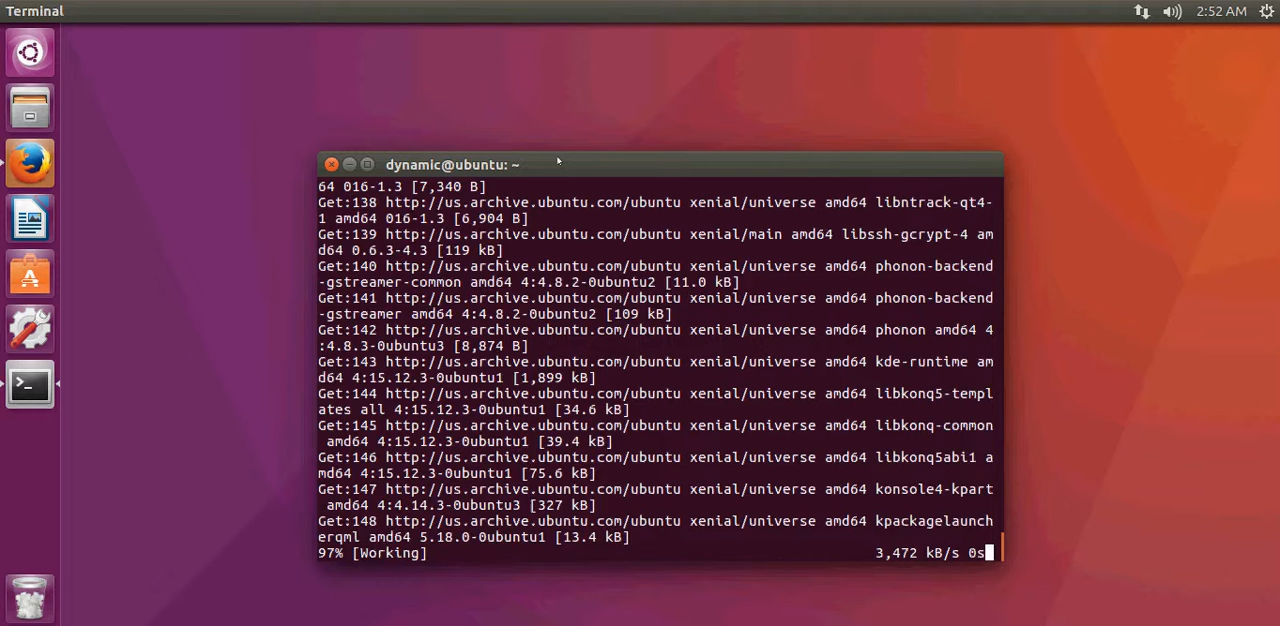 Terminal
2:52 AM
dynamic@ubuntu: ~
64 016-1.3 [7,340 B]
Get:138 http://us.archive.ubuntu.com/ubuntu xenial/universe amd64 libntrack-qt4-
1 amd64 016-1.3 [6,904 B]
Get:139 http://us.archive.ubuntu.com/ubuntu xenial/main amd64 libssh-gcrypt-4 am
d64 0.6.3-4.3 [119 kB]
Get:140 http://us.archive.ubuntu.com/ubuntu xenial/universe amd64 phonon-backend
-gstreamer-common amd64 4:4.8.2-0ubuntu2 [11.0 kB]
Get:141 http://us.archive.ubuntu.com/ubuntu xenial/universe amd64 phonon-backend
-gstreamer amd64 4:4.8.2-0ubuntu2 [109 kB]
Get:142 http://us.archive.ubuntu.com/ubuntu xenial/universe amd64 phonon amd64 4
:4.8.3-0ubuntu3 [8,874 B]
Get:143 http://us.archive.ubuntu.com/ubuntu xenial/universe amd64 kde-runtime am
d64 4:15.12.3-0ubuntu1 [1,899 kB]
Get:144 http://us.archive.ubuntu.com/ubuntu xenial/universe amd64 libkonq5-templ
ates all 4:15.12.3-0ubuntu1 [34.6 kB]
Get:145 http://us.archive.ubuntu.com/ubuntu xenial/universe amd64 libkonq-common
 amd64 4:15.12.3-0ubuntu1 [39.4 kB]
Get:146 http://us.archive.ubuntu.com/ubuntu xenial/universe amd64 libkonq5abi1 a
md64 4:15.12.3-0ubuntu1 [75.6 kB]
Get:147 http://us.archive.ubuntu.com/ubuntu xenial/universe amd64 konsole4-kpart
 amd64 4:4.14.3-0ubuntu3 [327 kB]
Get:148 http://us.archive.ubuntu.com/ubuntu xenial/universe amd64 kpackagelaunch
erqml amd64 5.18.0-0ubuntu1 [13.4 kB]
97% [Working] 3,472 kB/s 0s